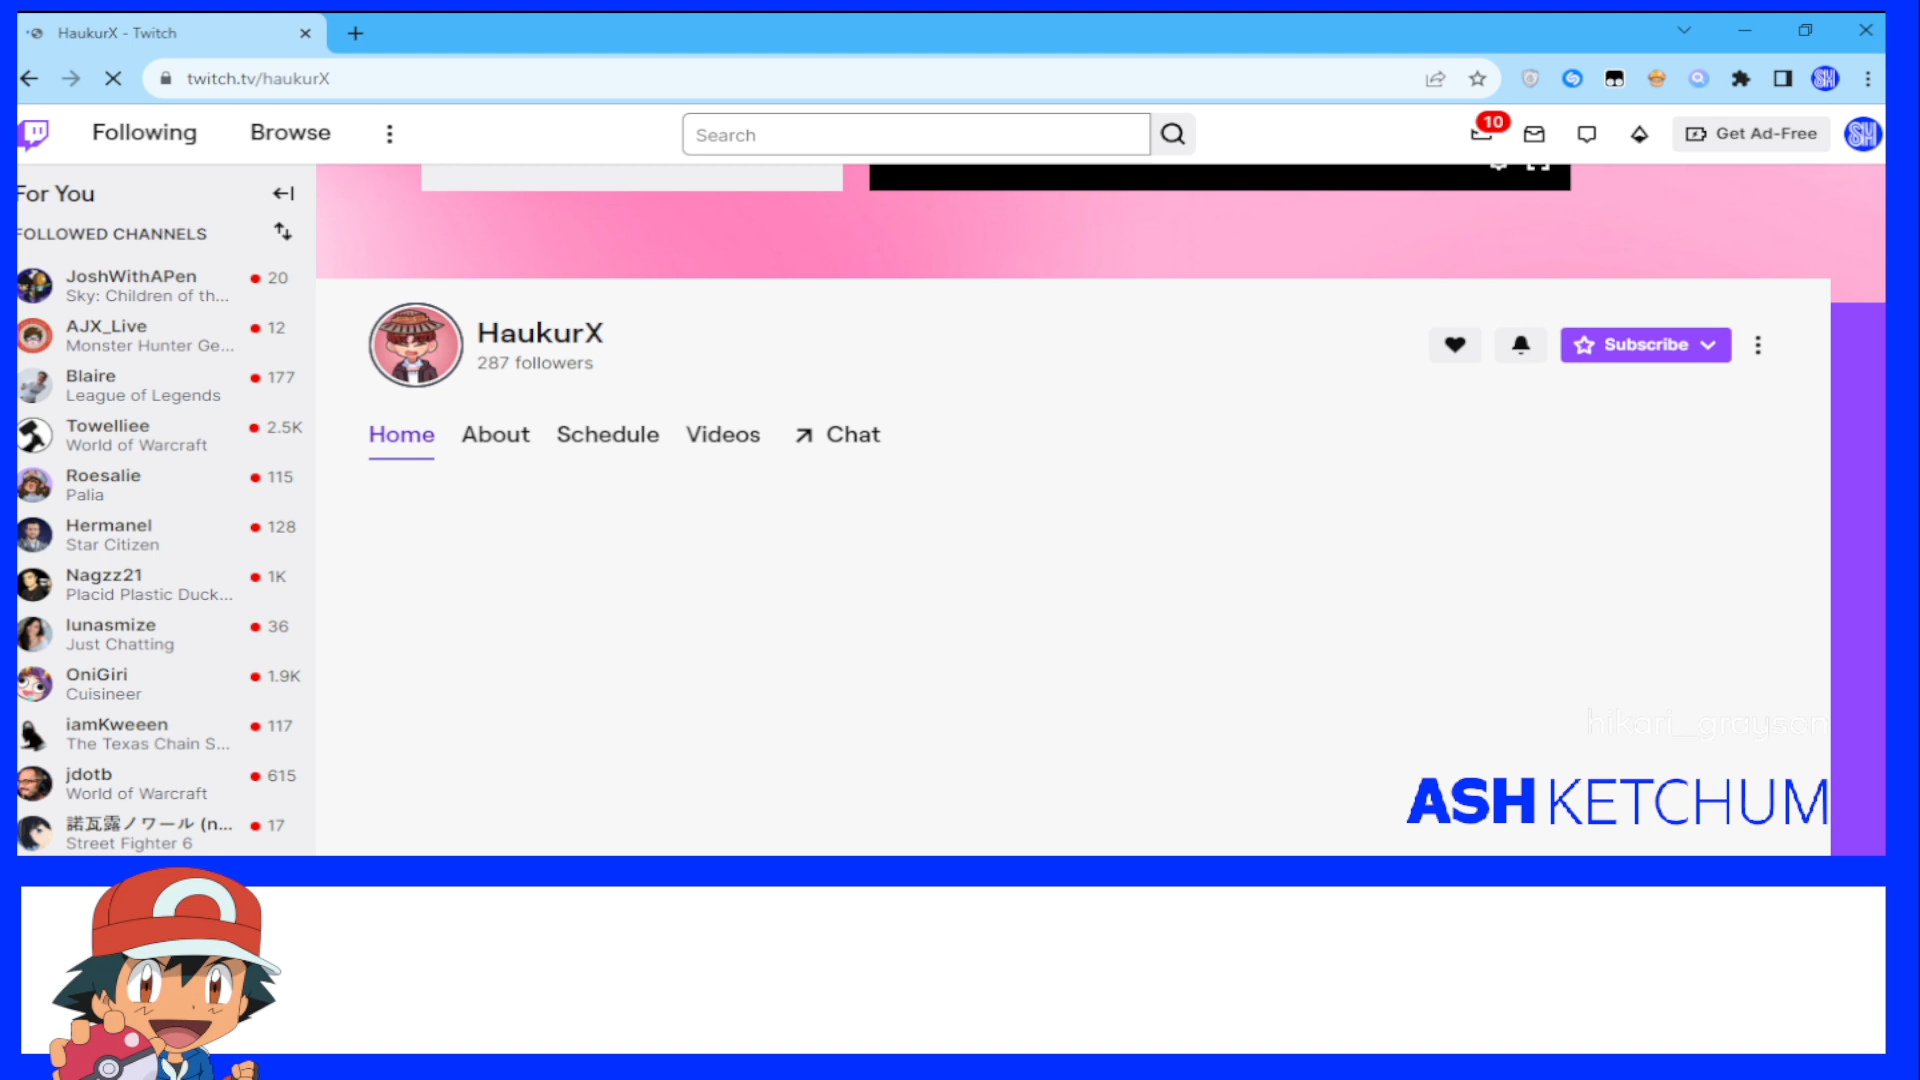 HaukurX - Twitch
twitch.tv/haukurX
Following Browse
Search
10
Get Ad-Free
SH
For You
FOLLOWED CHANNELS
JoshWithAPen 20
Sky: Children of th...
AJX_Live 12
Monster Hunter Ge...
Blaire 177
League of Legends
Towelliee 2.5K
World of Warcraft
Roesalie 115
Palia
Hermanel 128
Star Citizen
Nagzz21 1K
Placid Plastic Duck...
lunasmize 36
Just Chatting
OniGiri 1.9K
Cuisineer
iamKweeen 117
The Texas Chain S...
jdotb 615
World of Warcraft
諾瓦露ノワール (n... 17
Street Fighter 6
HaukurX
287 followers
Subscribe
Home About Schedule Videos Chat
hikari_grayson
ASH KETCHUM